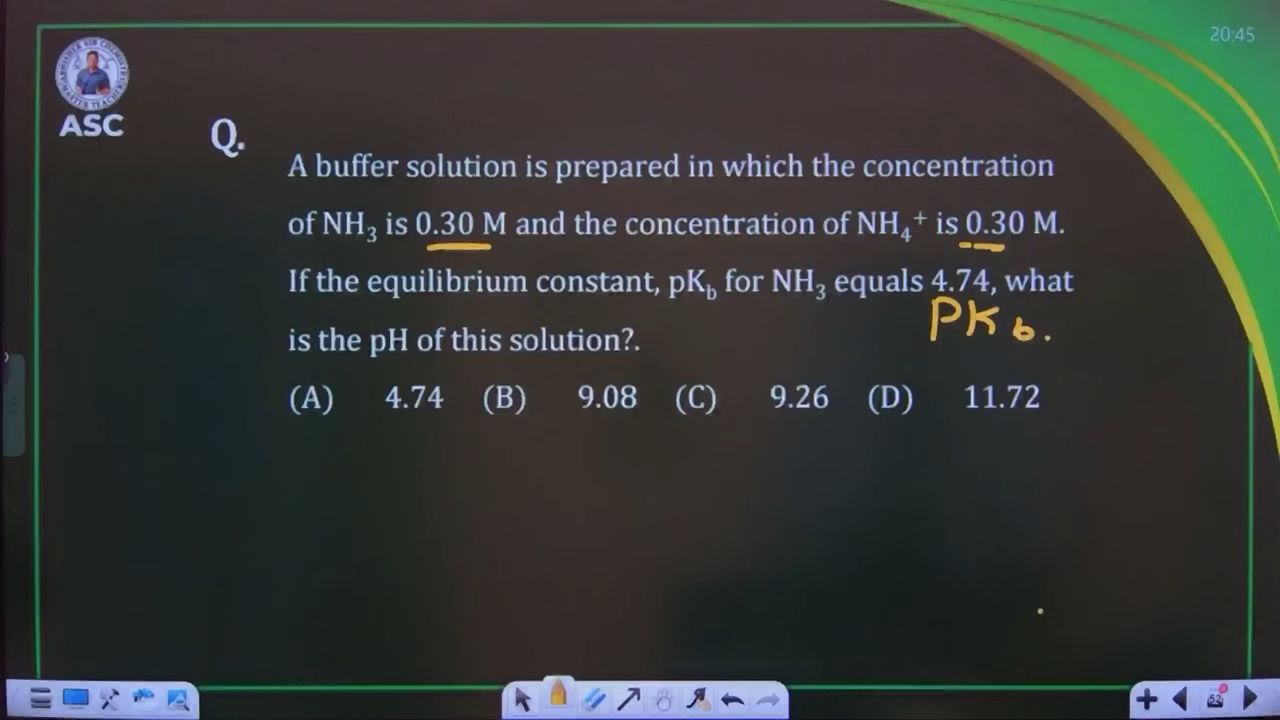 20:45
ASC
Q.
A buffer solution is prepared in which the concentration
of NH₃ is 0.30 M and the concentration of NH₄⁺ is 0.30 M.
If the equilibrium constant, pK_b for NH₃ equals 4.74, what
PK b.
is the pH of this solution?.
(A) 4.74 (B) 9.08 (C) 9.26 (D) 11.72